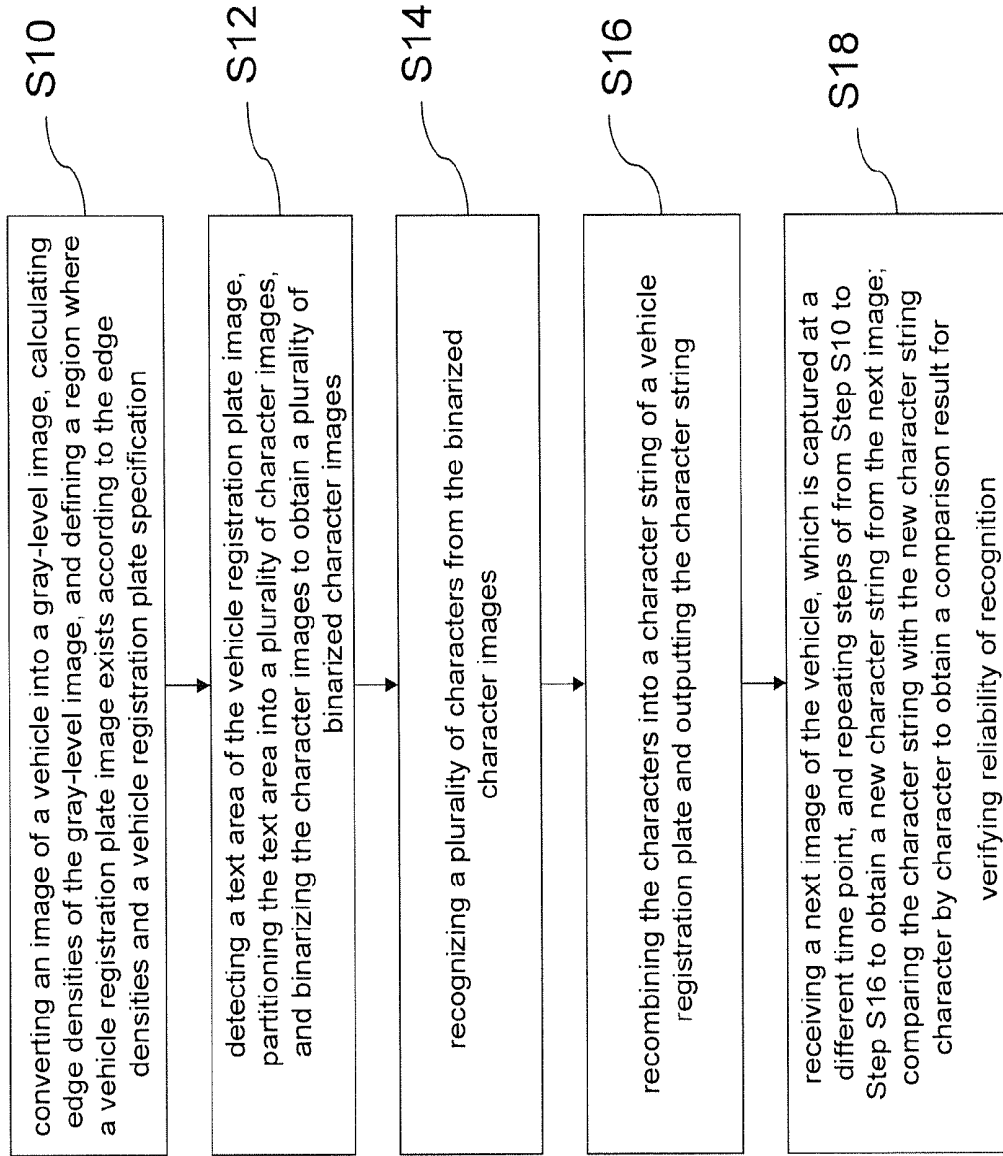 converting an image of a vehicle into a gray-level image, calculating
edge densities of the gray-level image, and defining a region where
a vehicle registration plate image exists according to the edge
densities and a vehicle registration plate specification
S10
detecting a text area of the vehicle registration plate image,
partitioning the text area into a plurality of character images,
and binarizing the character images to obtain a plurality of
binarized character images
S12
recognizing a plurality of characters from the binarized
character images
S14
recombining the characters into a character string of a vehicle
registration plate and outputting the character string
S16
receiving a next image of the vehicle, which is captured at a
different time point, and repeating steps of from Step S10 to
Step S16 to obtain a new character string from the next image;
comparing the character string with the new character string
character by character to obtain a comparison result for
verifying reliability of recognition
S18